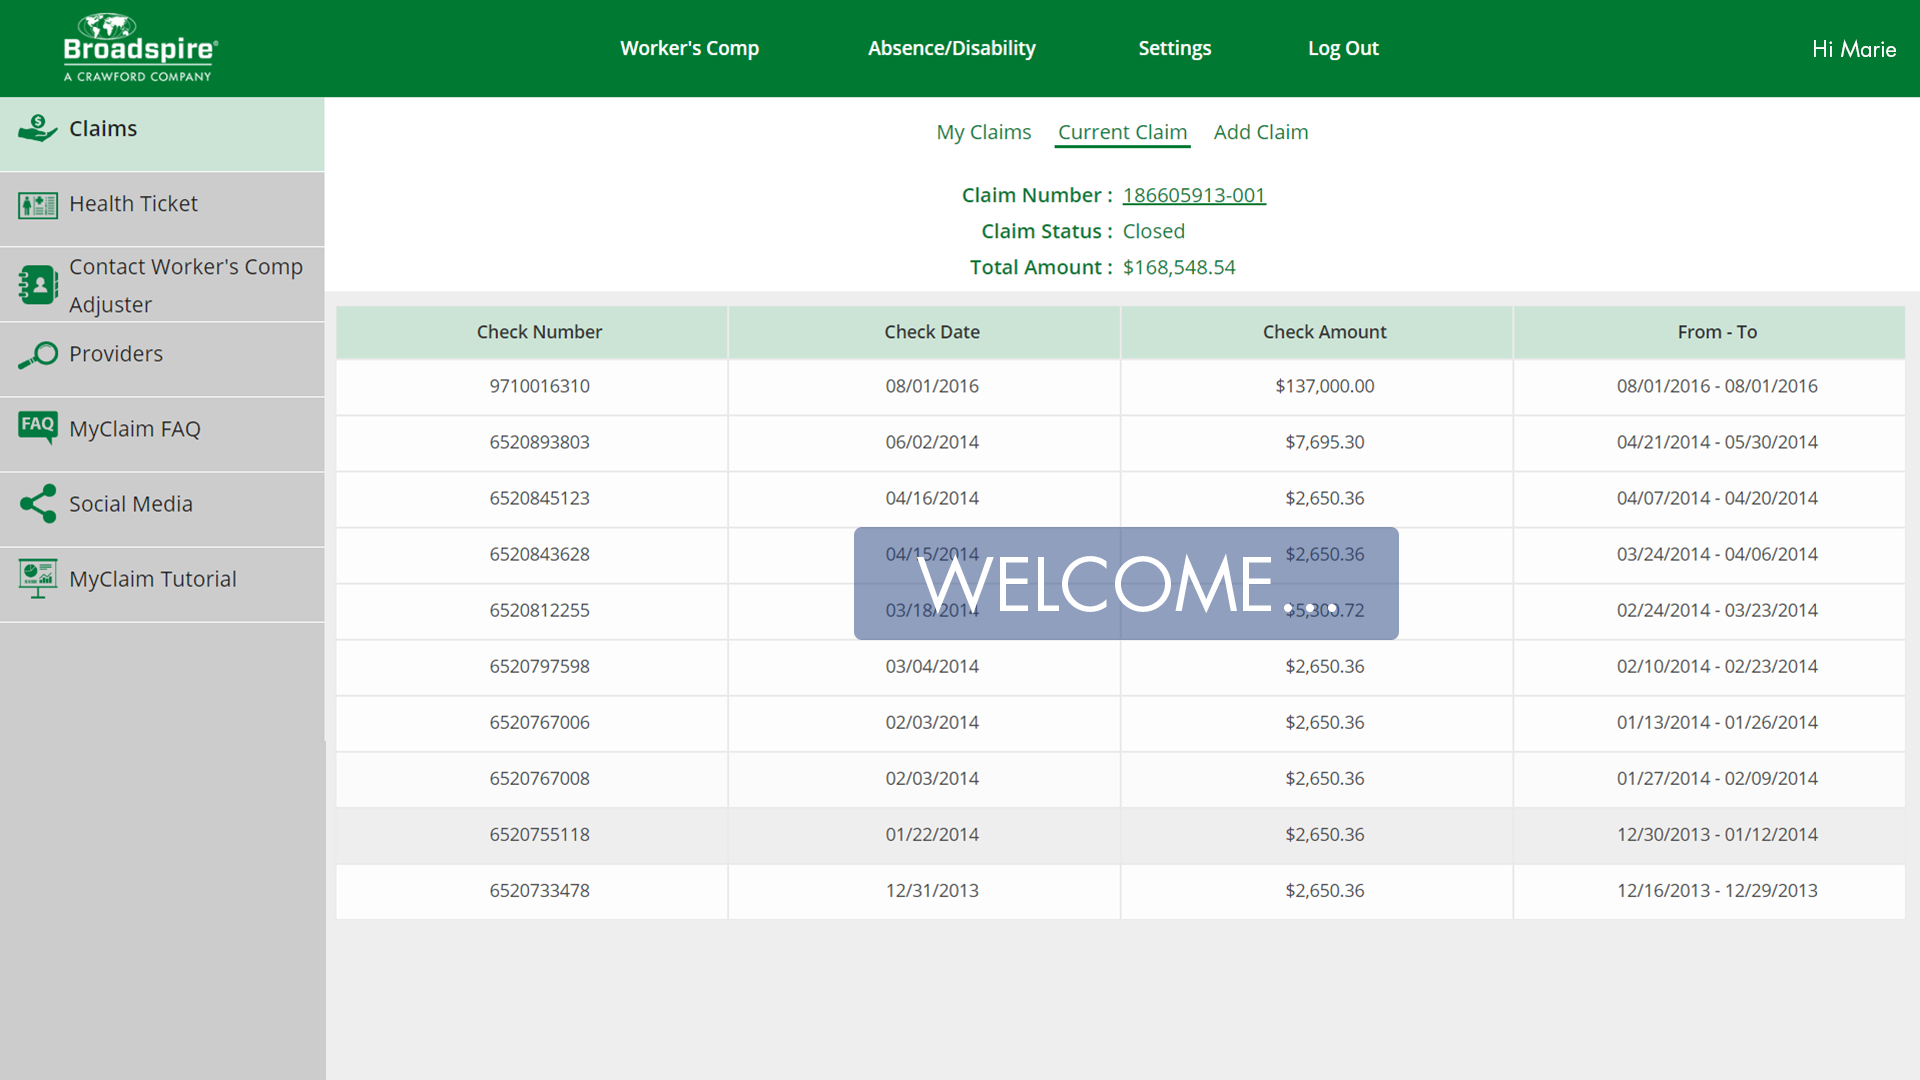 Broadspire®
A CRAWFORD COMPANY
Worker's Comp Absence/Disability Settings Log Out Hi Marie
Claims
Health Ticket
Contact Worker's Comp
Adjuster
Providers
FAQ MyClaim FAQ
Social Media
MyClaim Tutorial
My Claims Current Claim Add Claim
Claim Number : 186605913-001
Claim Status : Closed
Total Amount : $168,548.54
Check Number Check Date Check Amount From - To
9710016310 08/01/2016 $137,000.00 08/01/2016 - 08/01/2016
6520893803 06/02/2014 $7,695.30 04/21/2014 - 05/30/2014
6520845123 04/16/2014 $2,650.36 04/07/2014 - 04/20/2014
6520843628 04/15/2014 $2,650.36 03/24/2014 - 04/06/2014
WELCOME...
6520812255 03/18/2014 $5,300.72 02/24/2014 - 03/23/2014
6520797598 03/04/2014 $2,650.36 02/10/2014 - 02/23/2014
6520767006 02/03/2014 $2,650.36 01/13/2014 - 01/26/2014
6520767008 02/03/2014 $2,650.36 01/27/2014 - 02/09/2014
6520755118 01/22/2014 $2,650.36 12/30/2013 - 01/12/2014
6520733478 12/31/2013 $2,650.36 12/16/2013 - 12/29/2013